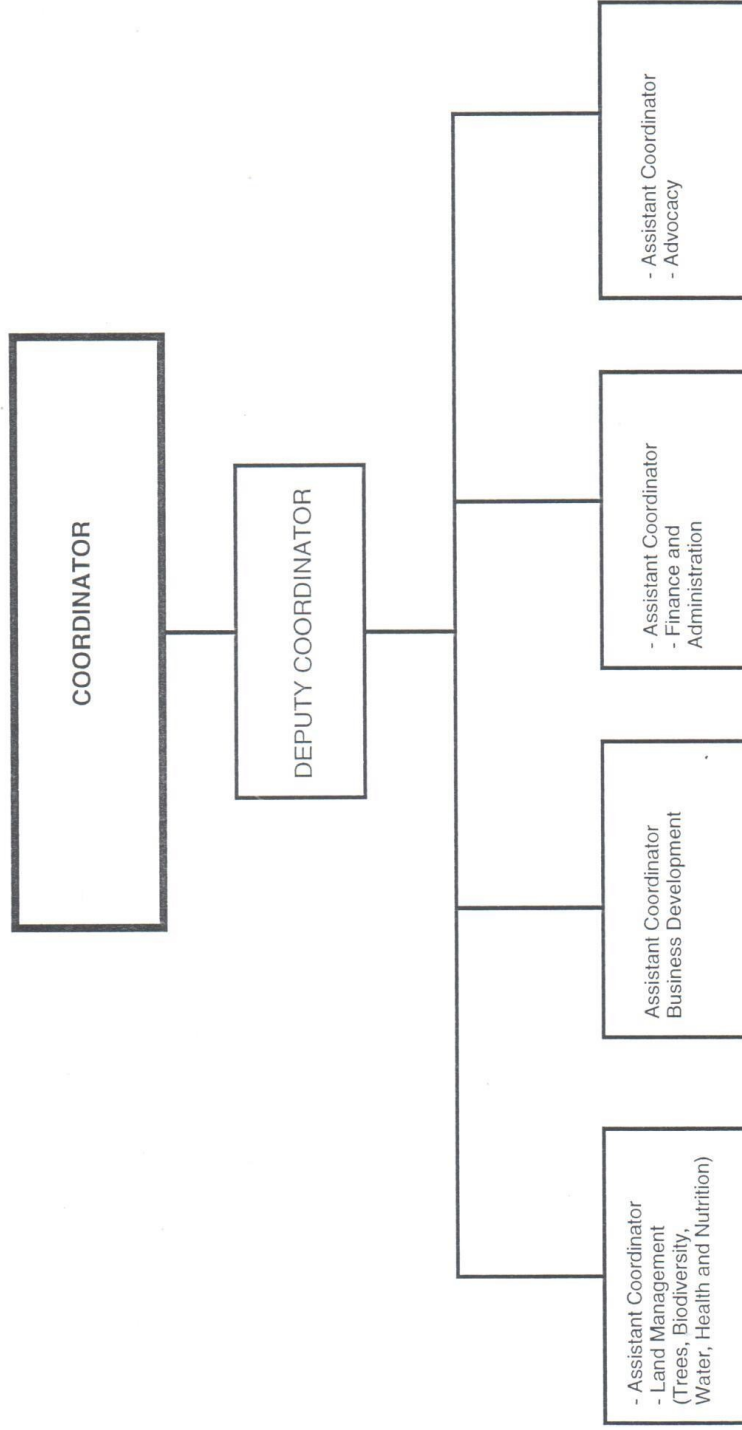 COORDINATOR
DEPUTY COORDINATOR
- Assistant Coordinator
- Land Management
(Trees, Biodiversity,
Water, Health and Nutrition)
Assistant Coordinator
Business Development
- Assistant Coordinator
- Finance and
Administration
- Assistant Coordinator
- Advocacy